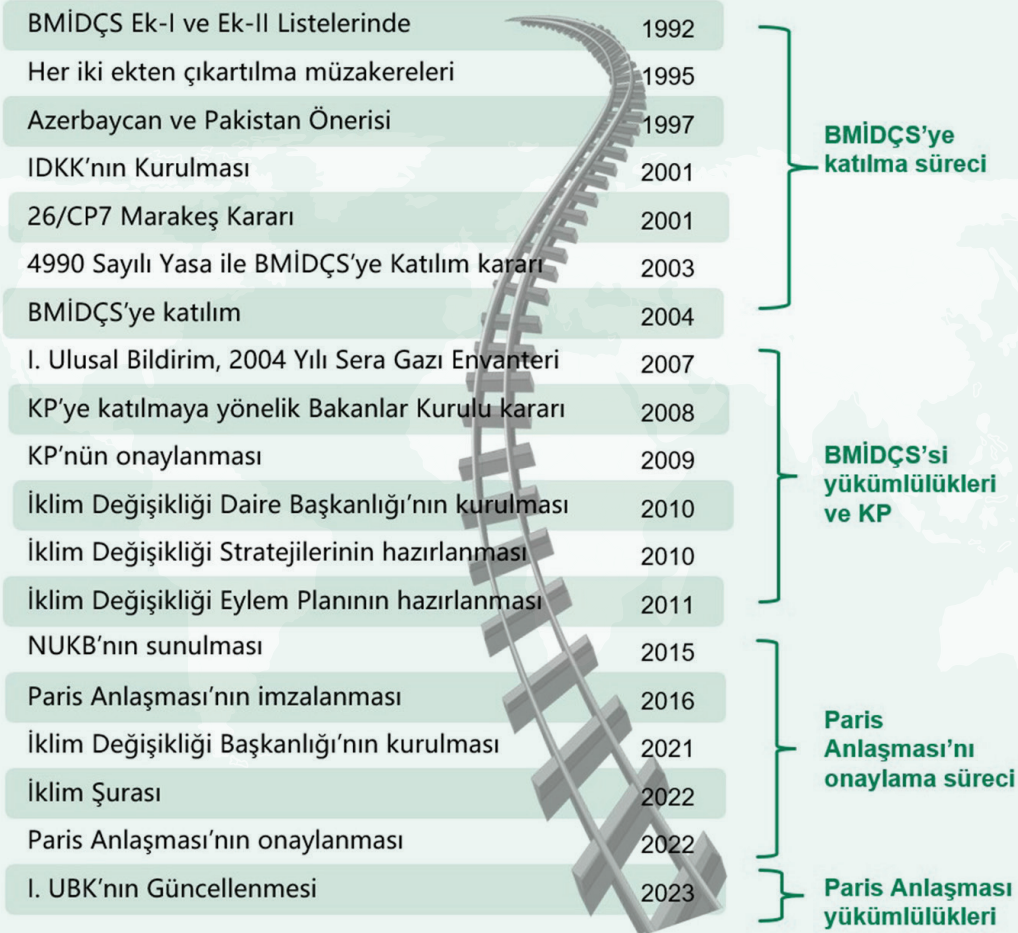 BMİDÇS Ek-I ve Ek-II Listelerinde 1992
Her iki ekten çıkartılma müzakereleri 1995
Azerbaycan ve Pakistan Önerisi 1997
IDKK’nın Kurulması 2001
26/CP7 Marakeş Kararı 2001
4990 Sayılı Yasa ile BMİDÇS’ye Katılım kararı 2003
BMİDÇS’ye katılım 2004
BMİDÇS’ye
katılma süreci
I. Ulusal Bildirim, 2004 Yılı Sera Gazı Envanteri 2007
KP’ye katılmaya yönelik Bakanlar Kurulu kararı 2008
KP’nün onaylanması 2009
İklim Değişikliği Daire Başkanlığı’nın kurulması 2010
İklim Değişikliği Stratejilerinin hazırlanması 2010
İklim Değişikliği Eylem Planının hazırlanması 2011
BMİDÇS’si
yükümlülükleri
ve KP
NUKB’nın sunulması 2015
Paris Anlaşması’nın imzalanması 2016
İklim Değişikliği Başkanlığı’nın kurulması 2021
İklim Şurası 2022
Paris Anlaşması’nın onaylanması 2022
Paris
Anlaşması’nı
onaylama süreci
I. UBK’nın Güncellenmesi 2023
Paris Anlaşması
yükümlülükleri